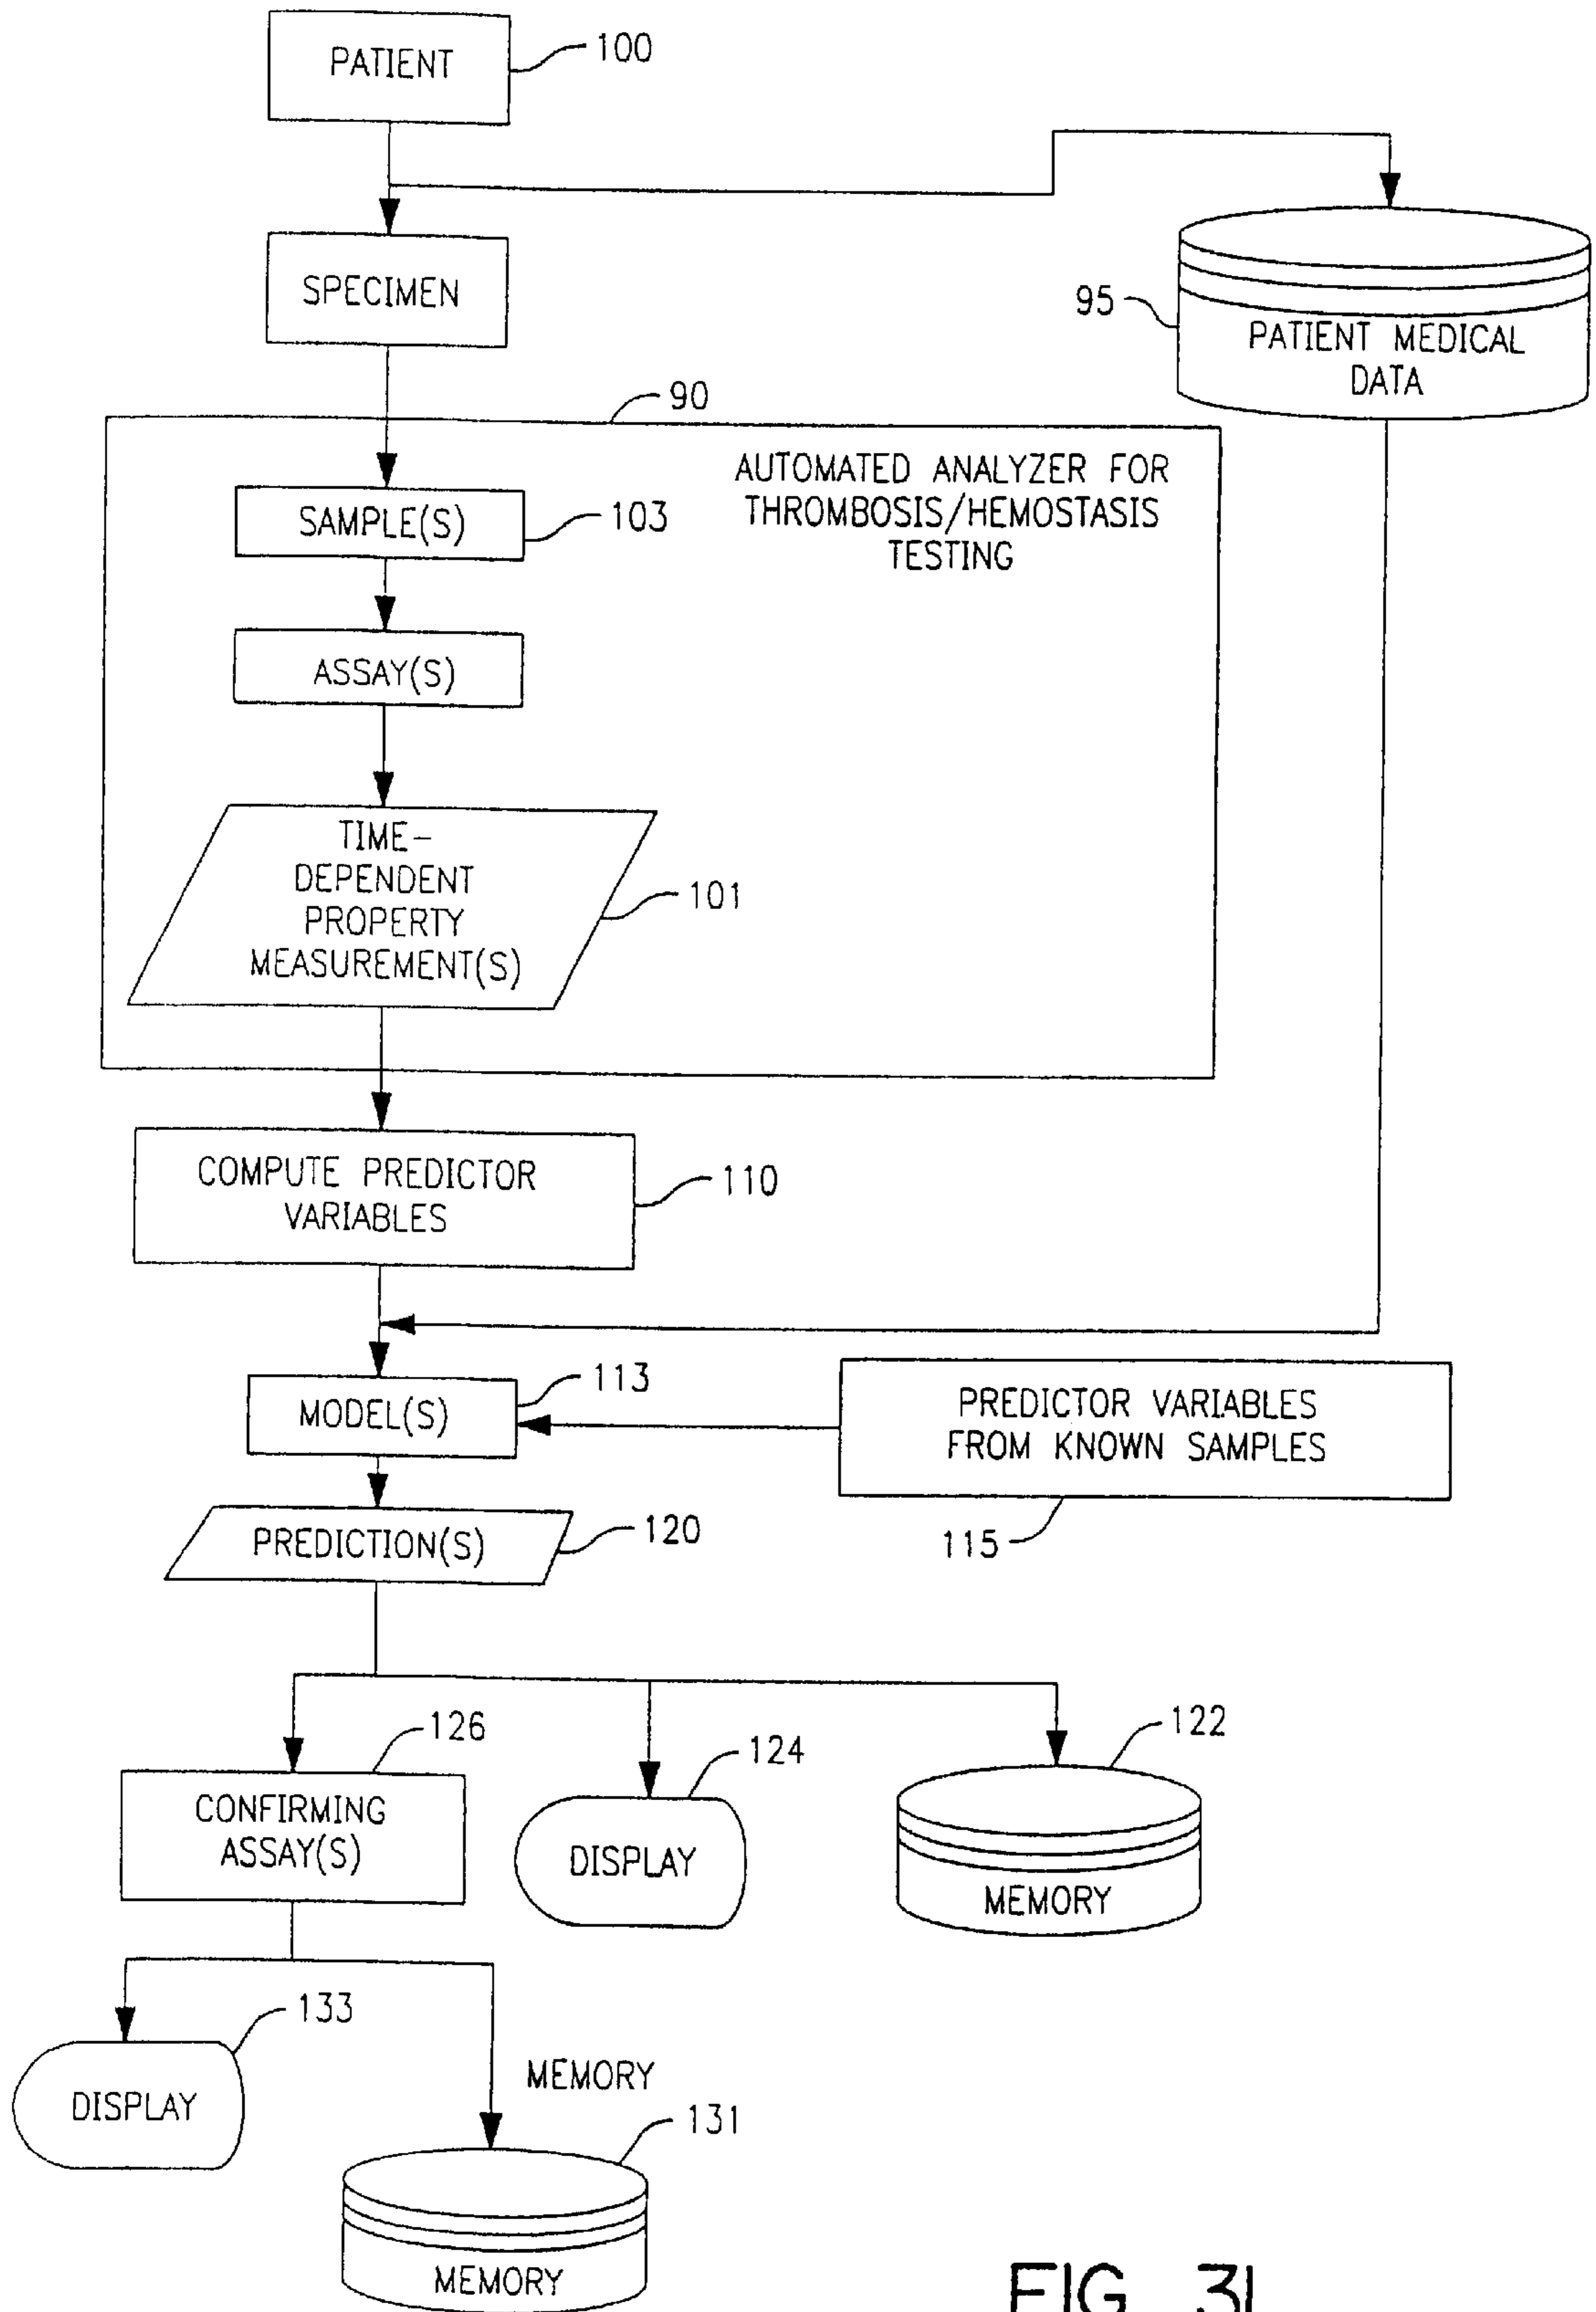 PATIENT
100
SPECIMEN
95
PATIENT MEDICAL
DATA
90
AUTOMATED ANALYZER FOR
THROMBOSIS/HEMOSTASIS
TESTING
SAMPLE(S)
103
ASSAY(S)
TIME-
DEPENDENT
PROPERTY
MEASUREMENT(S)
101
COMPUTE PREDICTOR
VARIABLES
110
MODEL(S)
113
PREDICTOR VARIABLES
FROM KNOWN SAMPLES
115
PREDICTION(S)
120
126
CONFIRMING
ASSAY(S)
124
DISPLAY
122
MEMORY
133
DISPLAY
MEMORY
131
MEMORY
FIG. 31